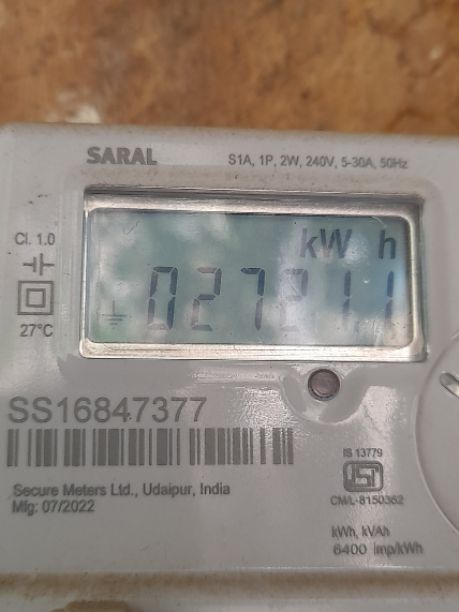 SARAL
S1A, 1P, 2W, 240V, 5-30A, 50Hz
Cl. 1.0
kW h
27°C
SS16847377
IS 13779
Secure Meters Ltd., Udaipur, India
Mfg: 07/2022
CM/L-8150362
kWh, kVAh
6400 imp/kWh